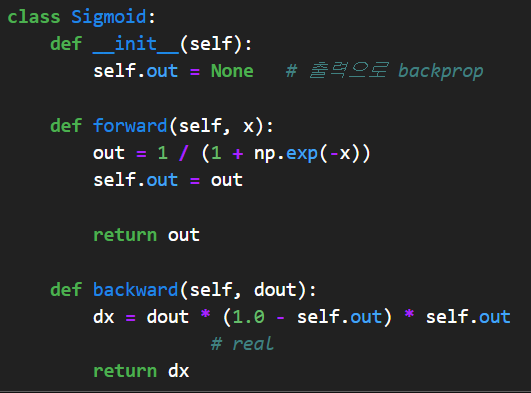 class Sigmoid:
    def __init__(self):
        self.out = None   # 출력으로 backprop

    def forward(self, x):
        out = 1 / (1 + np.exp(-x))
        self.out = out

        return out

    def backward(self, dout):
        dx = dout * (1.0 - self.out) * self.out
                   # real
        return dx